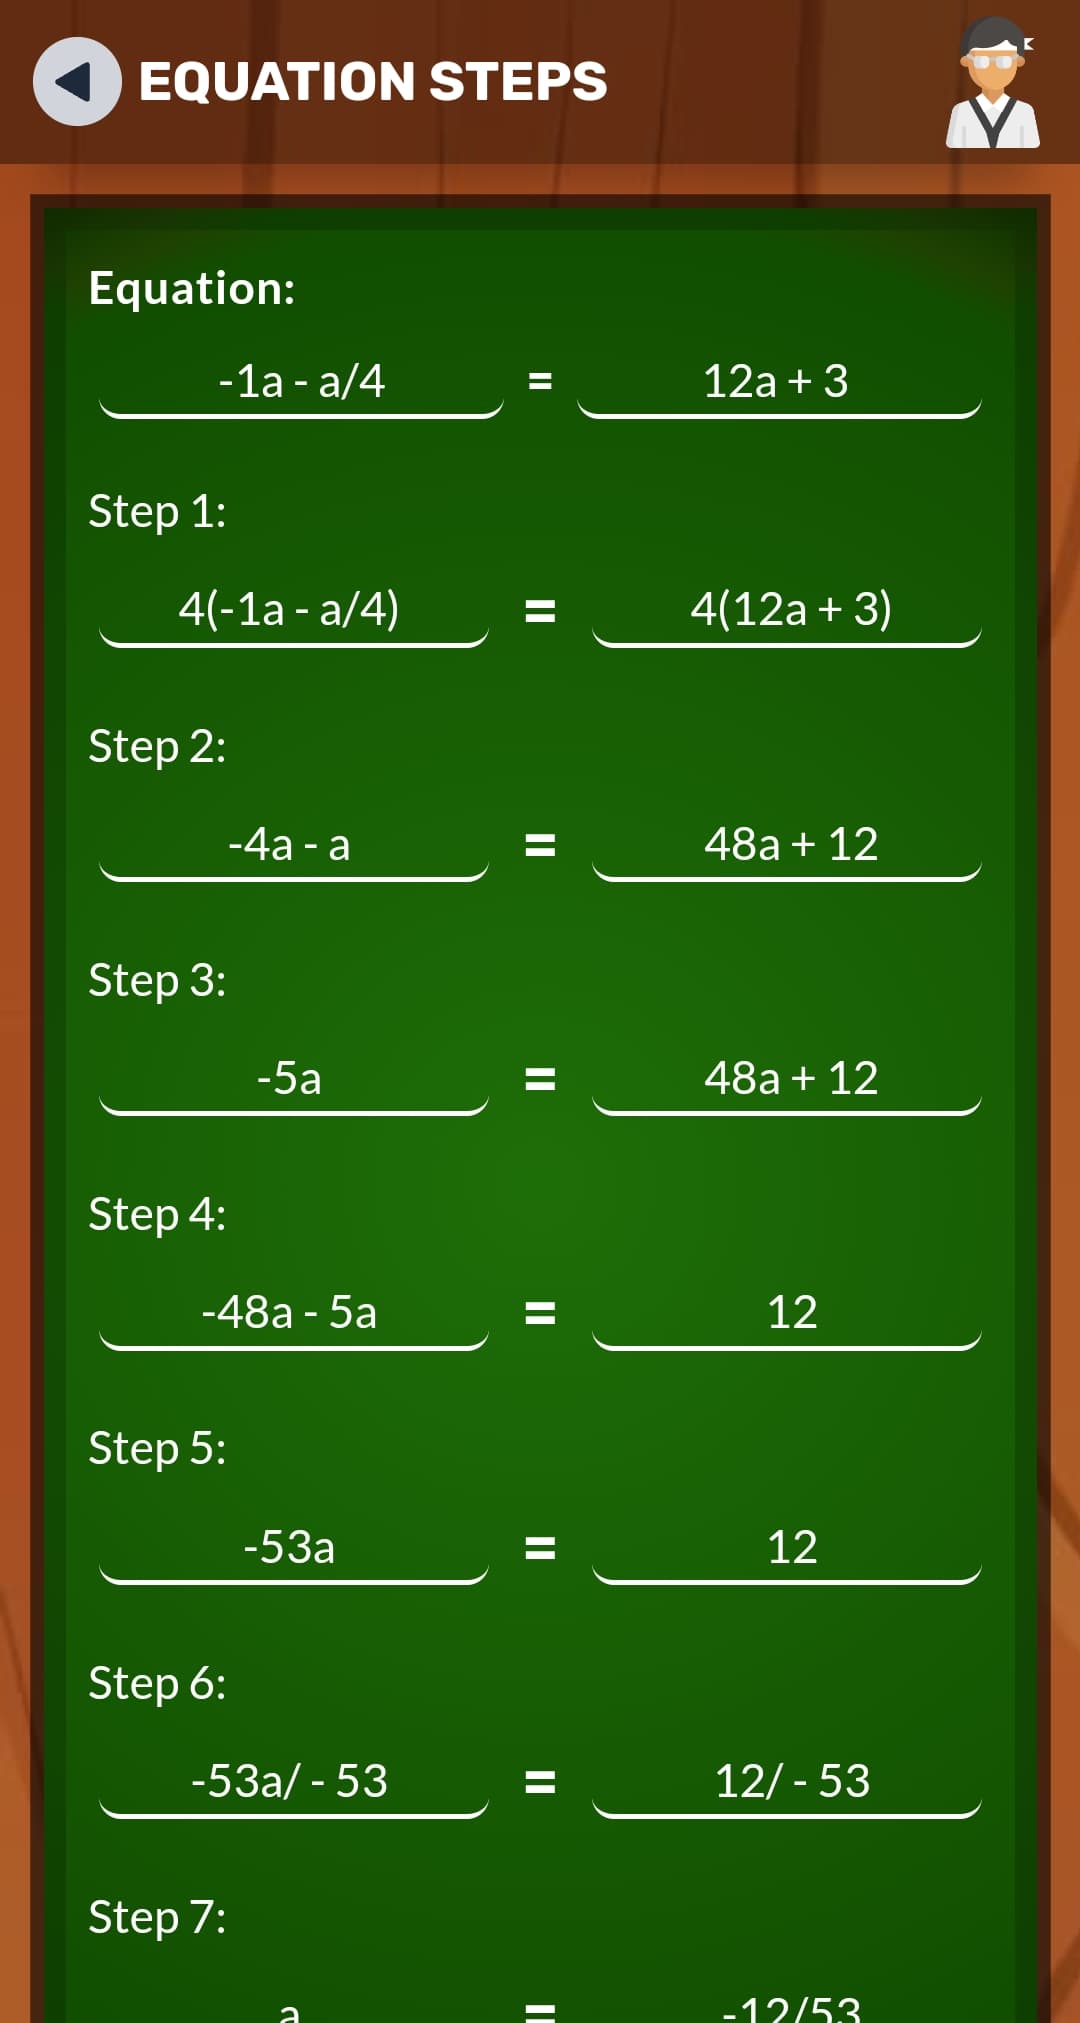 EQUATION STEPS
Equation:
-1a - a/4 = 12a + 3
Step 1:
4(-1a - a/4) = 4(12a + 3)
Step 2:
-4a - a = 48a + 12
Step 3:
-5a = 48a + 12
Step 4:
-48a - 5a = 12
Step 5:
-53a = 12
Step 6:
-53a/ - 53 = 12/ - 53
Step 7:
a = -12/53